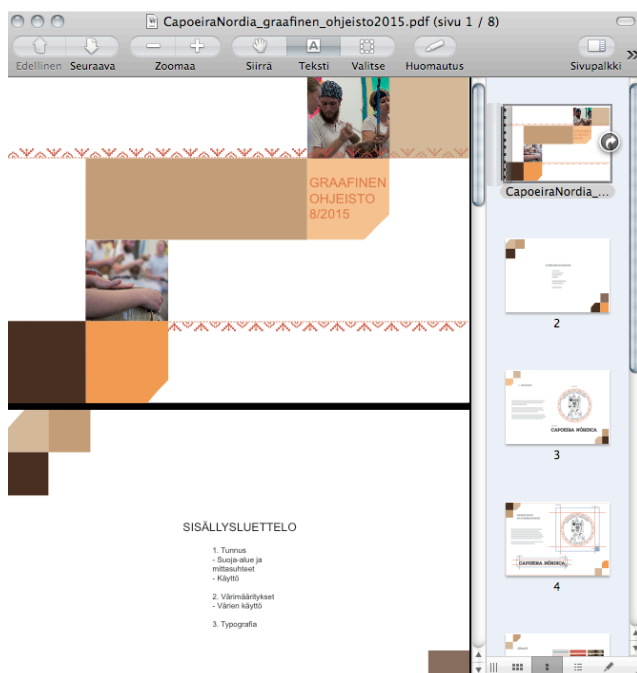 CapoeiraNordia_graafinen_ohjeisto2015.pdf (sivu 1 / 8)
Edellinen Seuraava Zoomaa Siirrä Teksti Valitse Huomautus Sivupalkki
GRAAFINEN
OHJEISTO
8/2015
SISÄLLYSLUETTELO
1. Tunnus
- Suoja-alue ja
mittasuhteet
- Käyttö
2. Värimääritykset
- Värien käyttö
3. Typografia
CapoeiraNordia_...
2
CAPOEIRA NÓRDICA
3
CAPOEIRA NÓRDICA
4